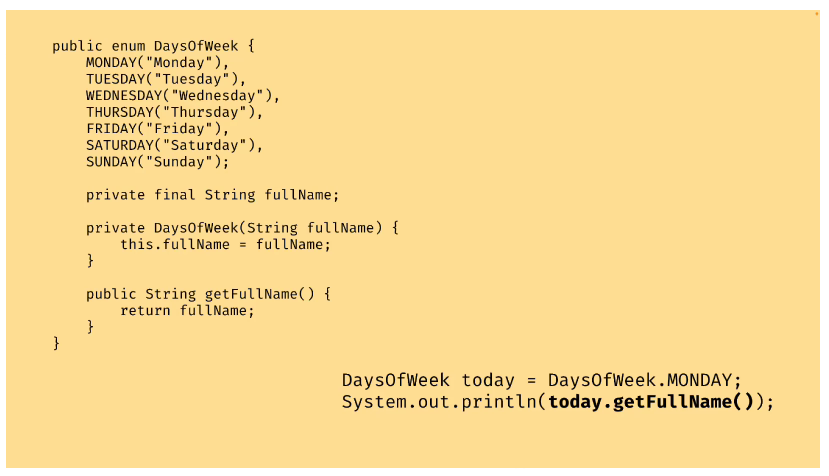 public enum DaysOfWeek {
    MONDAY("Monday"),
    TUESDAY("Tuesday"),
    WEDNESDAY("Wednesday"),
    THURSDAY("Thursday"),
    FRIDAY("Friday"),
    SATURDAY("Saturday"),
    SUNDAY("Sunday");

    private final String fullName;

    private DaysOfWeek(String fullName) {
        this.fullName = fullName;
    }

    public String getFullName() {
        return fullName;
    }
}
DaysOfWeek today = DaysOfWeek.MONDAY;
System.out.println(today.getFullName());